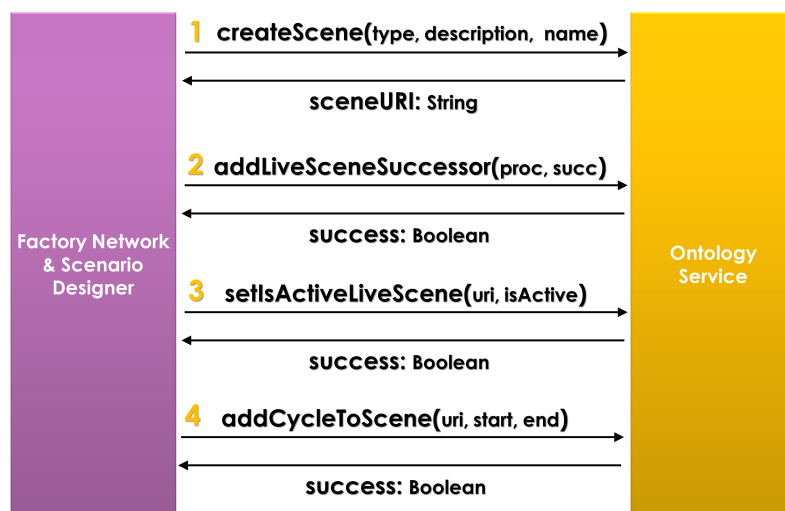 1 createScene(type, description, name)
sceneURI: String
2 addLiveSceneSuccessor(proc, succ)
success: Boolean
Factory Network
& Scenario
Designer
Ontology
Service
3 setIsActiveLiveScene(uri, isActive)
success: Boolean
4 addCycleToScene(uri, start, end)
success: Boolean